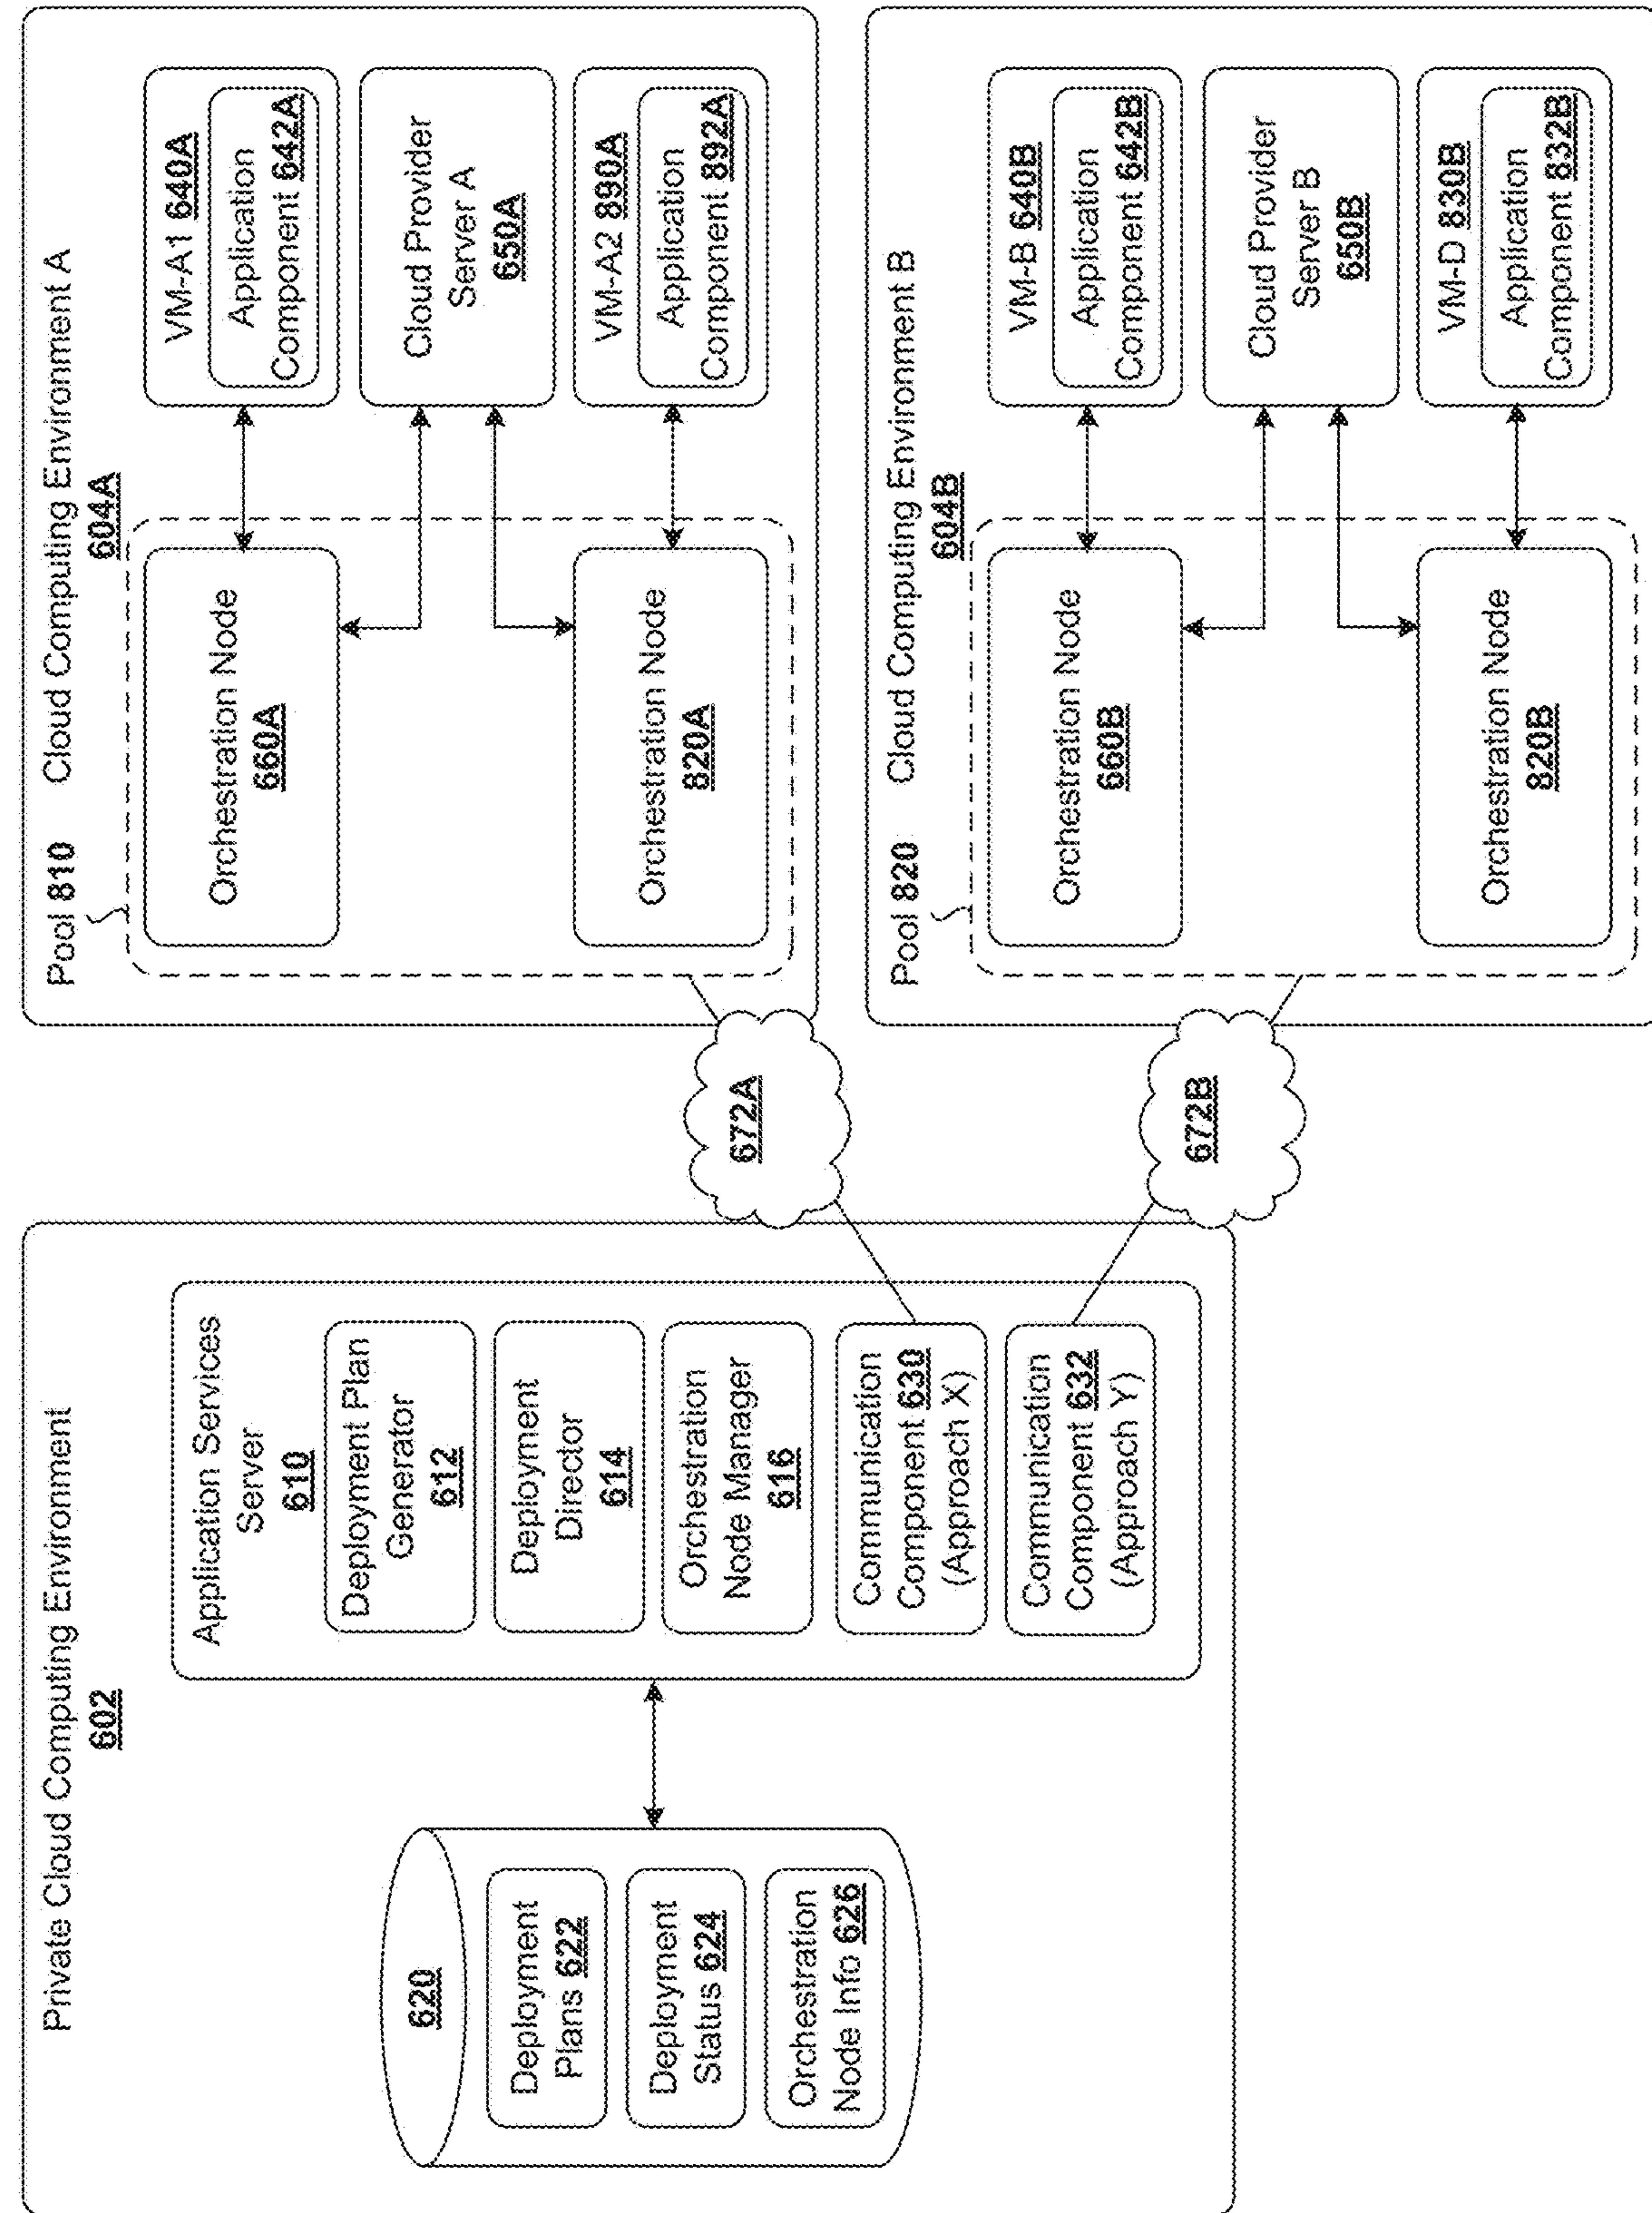 Private Cloud Computing Environment
602
620
Deployment
Plans 622
Deployment
Status 624
Orchestration
Node Info 626
Application Services
Server
610
Deployment Plan
Generator
612
Deployment
Director
614
Orchestration
Node Manager
616
Communication
Component 630
(Approach X)
Communication
Component 632
(Approach Y)
672A
672B
Pool 810
Cloud Computing Environment A
604A
Orchestration Node
660A
Orchestration Node
820A
VM-A1 640A
Application
Component 642A
Cloud Provider
Server A
650A
VM-A2 890A
Application
Component 892A
Pool 820
Cloud Computing Environment B
604B
Orchestration Node
660B
Orchestration Node
820B
VM-B 640B
Application
Component 642B
Cloud Provider
Server B
650B
VM-D 830B
Application
Component 832B